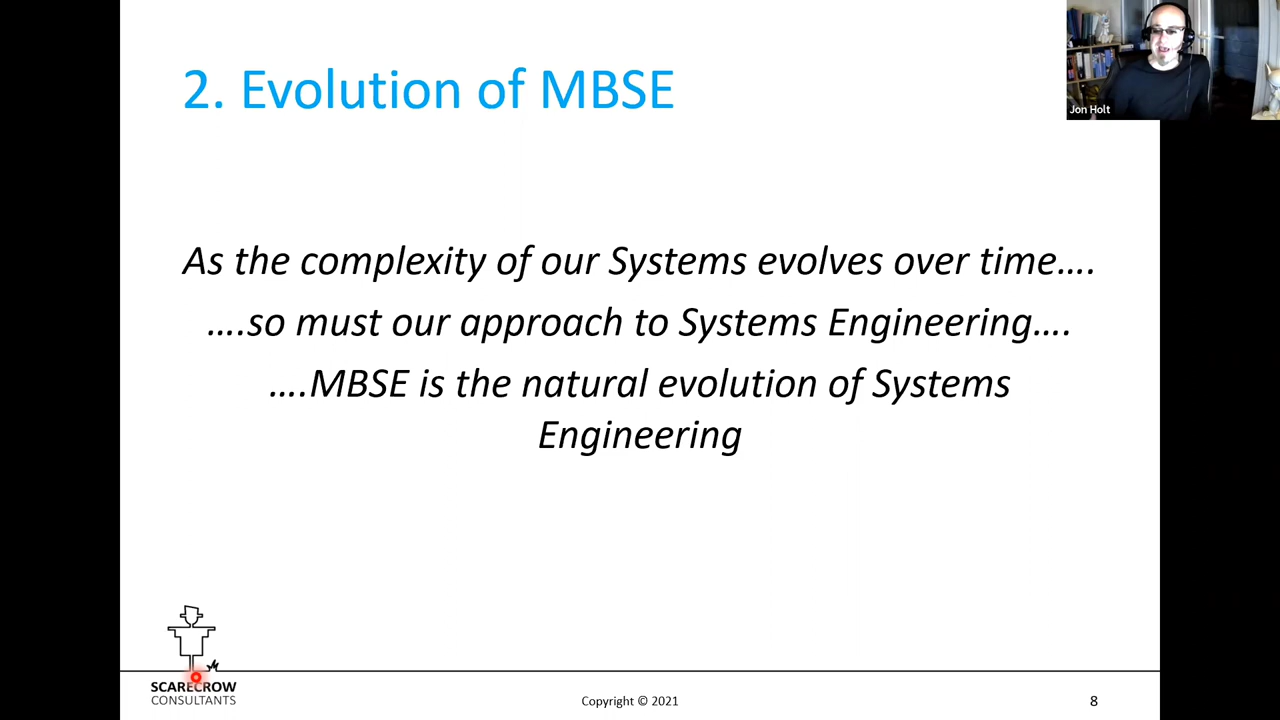 2. Evolution of MBSE
Jon Holt
As the complexity of our Systems evolves over time….
….so must our approach to Systems Engineering….
….MBSE is the natural evolution of Systems
Engineering
SCARECROW
CONSULTANTS
Copyright © 2021
8